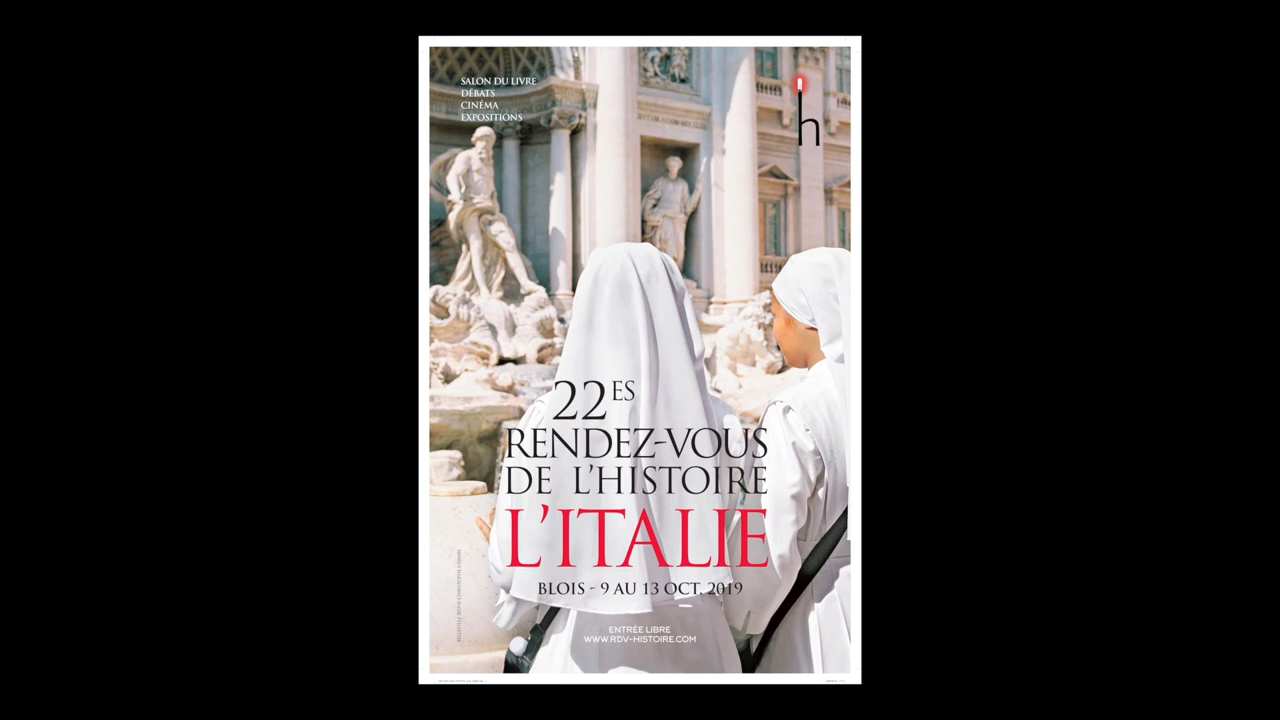 SALON DU LIVRE
DÉBATS
CINÉMA
EXPOSITIONS
h
22ES
RENDEZ-VOUS
DE L'HISTOIRE
L'ITALIE
BLOIS - 9 AU 13 OCT. 2019
ENTRÉE LIBRE
WWW.RDV-HISTOIRE.COM